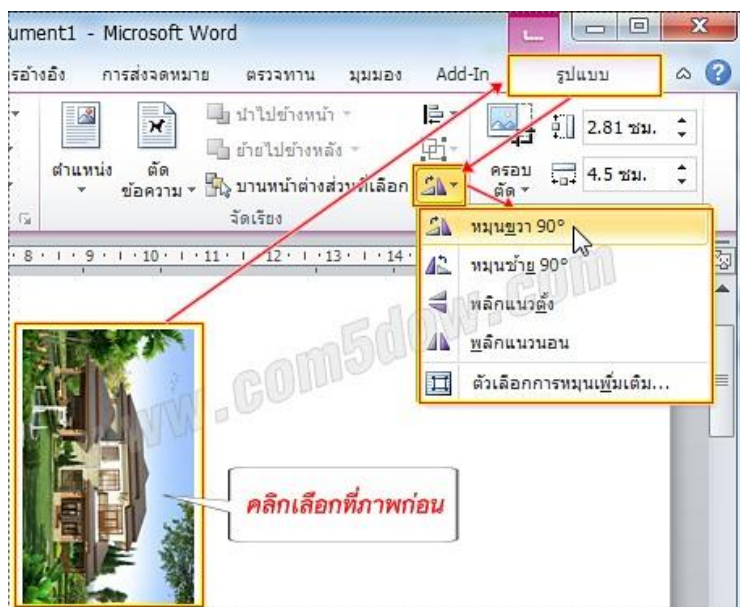 ument1 - Microsoft Word
รอ้างอิง การส่งจดหมาย ตรวจทาน มุมมอง Add-In รูปแบบ
ตำแหน่ง
ตัด
ข้อความ
นำไปข้างหน้า
ย้ายไปข้างหลัง
บานหน้าต่างส่วนที่เลือก
จัดเรียง
ครอบ
ตัด
2.81 ซม.
4.5 ซม.
หมุนขวา 90°
หมุนซ้าย 90°
พลิกแนวตั้ง
พลิกแนวนอน
ตัวเลือกการหมุนเพิ่มเติม...
8 9 10 11 12 13 14
www.com5dow.com
คลิกเลือกที่ภาพก่อน